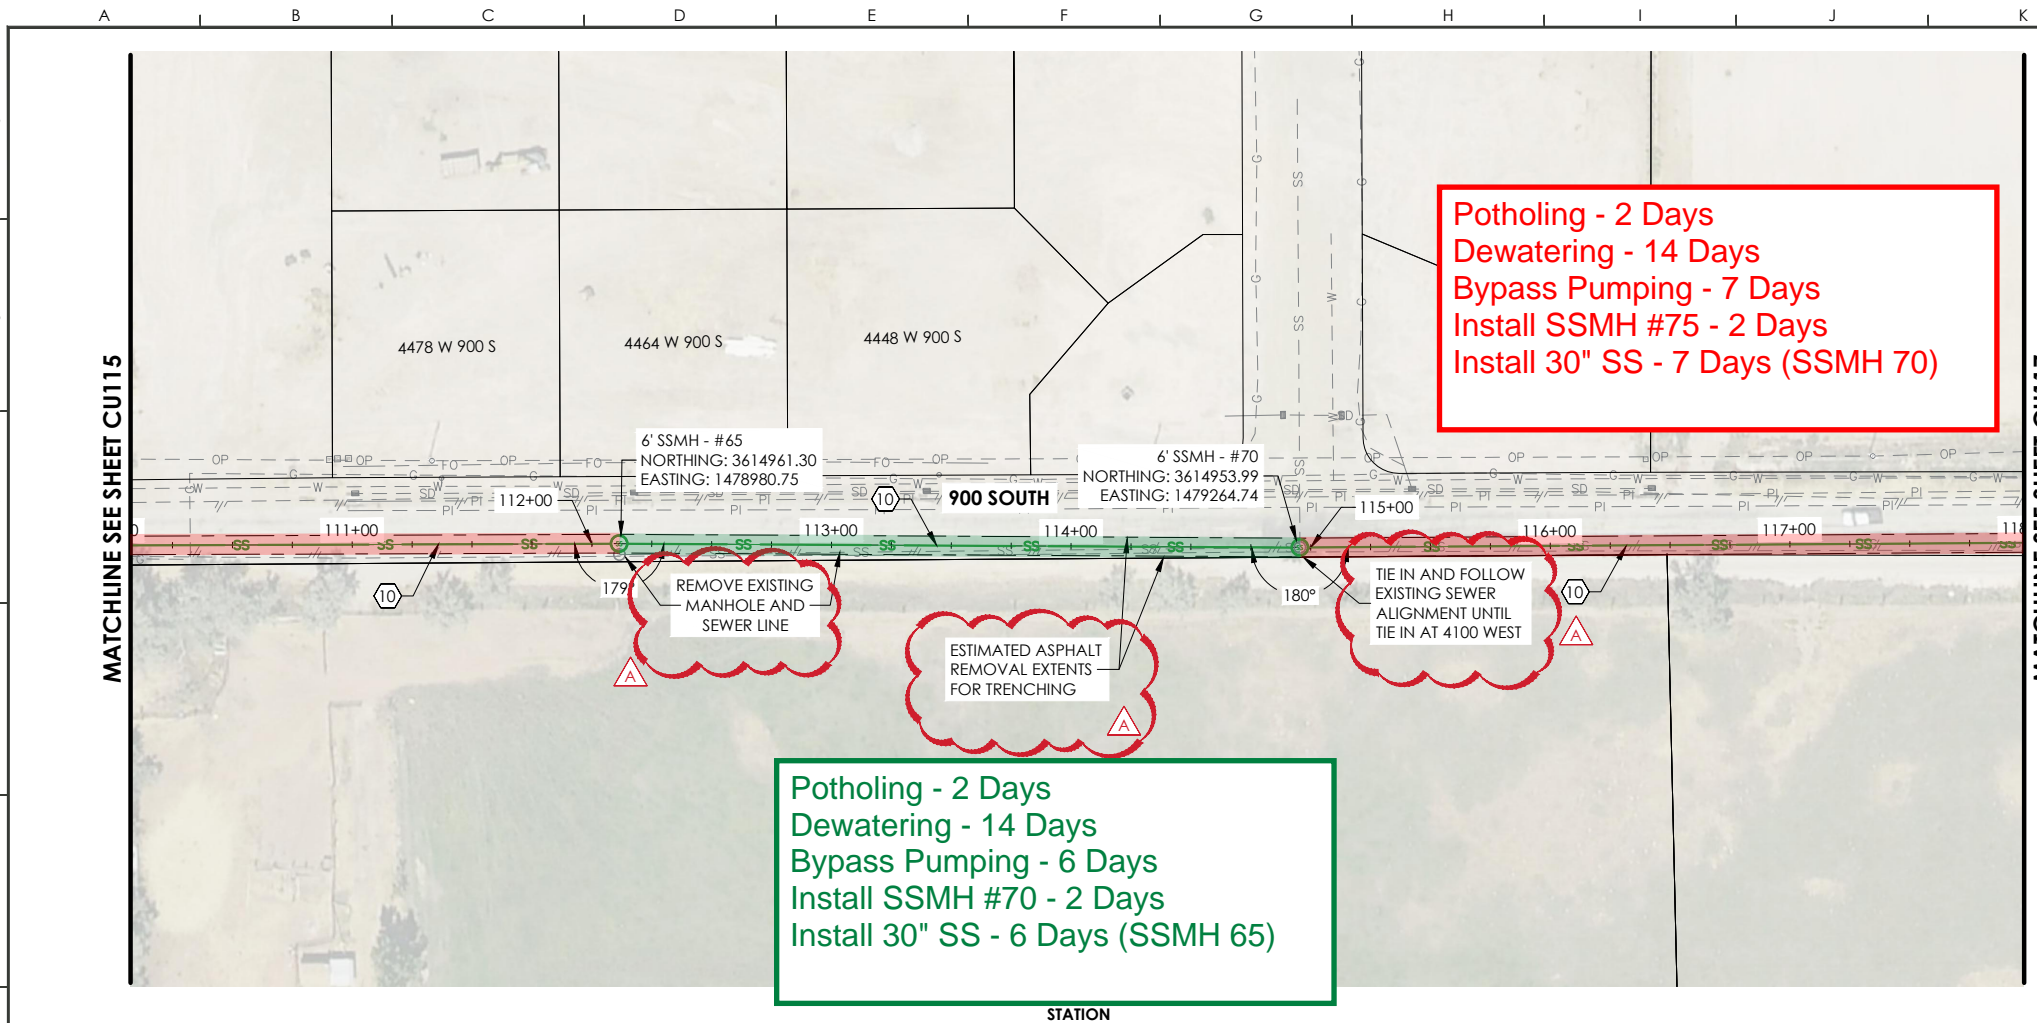 A B C D E F G H I J K
MATCHLINE SEE SHEET CU115
4478 W 900 S
4464 W 900 S
4448 W 900 S
Potholing - 2 Days
Dewatering - 14 Days
Bypass Pumping - 7 Days
Install SSMH #75 - 2 Days
Install 30" SS - 7 Days (SSMH 70)
6' SSMH - #65
NORTHING: 3614961.30
EASTING: 1478980.75
6' SSMH - #70
NORTHING: 3614953.99
EASTING: 1479264.74
900 SOUTH
10
111+00
112+00
113+00
114+00
115+00
116+00
117+00
118
179°
180°
10
10
REMOVE EXISTING
MANHOLE AND
SEWER LINE
A
ESTIMATED ASPHALT
REMOVAL EXTENTS
FOR TRENCHING
A
TIE IN AND FOLLOW
EXISTING SEWER
ALIGNMENT UNTIL
TIE IN AT 4100 WEST
A
Potholing - 2 Days
Dewatering - 14 Days
Bypass Pumping - 6 Days
Install SSMH #70 - 2 Days
Install 30" SS - 6 Days (SSMH 65)
STATION